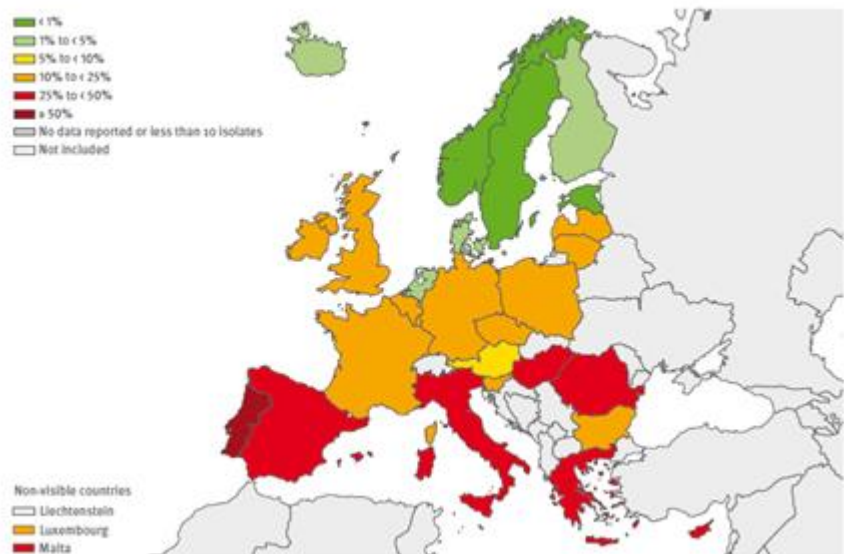 < 1%
1% to < 5%
5% to < 10%
10% to < 25%
25% to < 50%
≥ 50%
No data reported or less than 10 isolates
Not included
Non-visible countries
Liechtenstein
Luxembourg
Malta